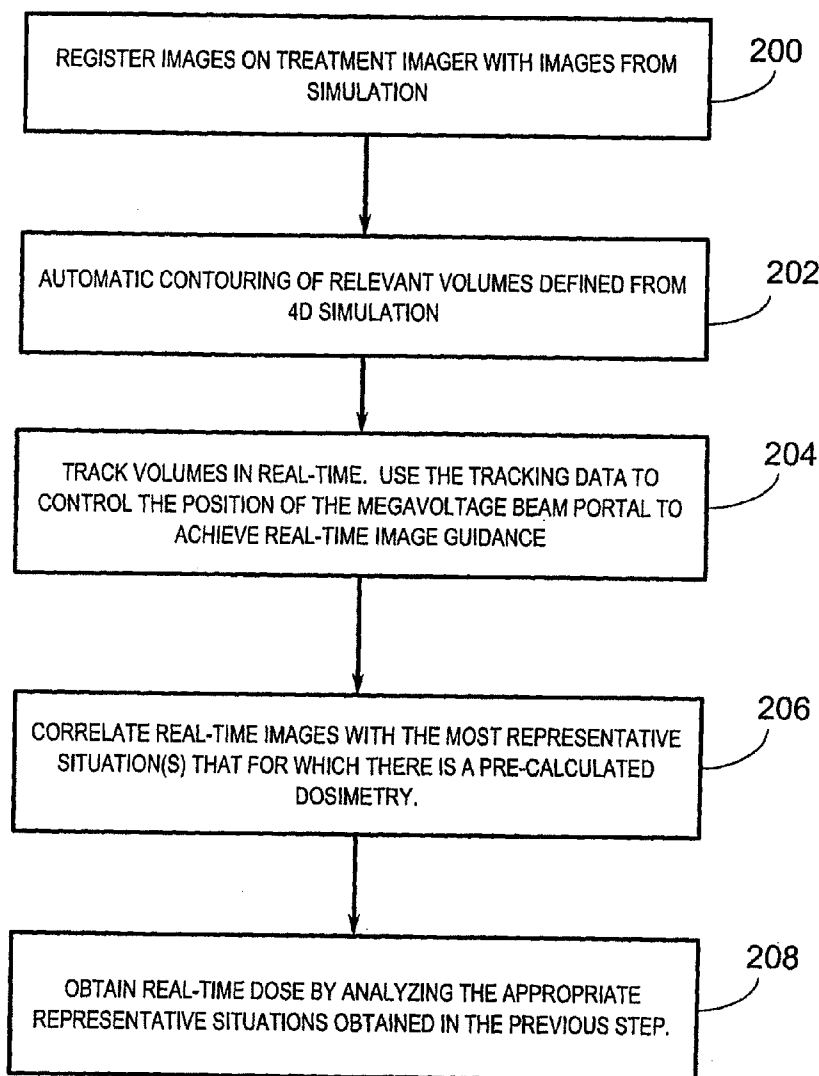 REGISTER IMAGES ON TREATMENT IMAGER WITH IMAGES FROM
SIMULATION
200
AUTOMATIC CONTOURING OF RELEVANT VOLUMES DEFINED FROM
4D SIMULATION
202
TRACK VOLUMES IN REAL-TIME. USE THE TRACKING DATA TO
CONTROL THE POSITION OF THE MEGAVOLTAGE BEAM PORTAL TO
ACHIEVE REAL-TIME IMAGE GUIDANCE
204
CORRELATE REAL-TIME IMAGES WITH THE MOST REPRESENTATIVE
SITUATION(S) THAT FOR WHICH THERE IS A PRE-CALCULATED
DOSIMETRY.
206
OBTAIN REAL-TIME DOSE BY ANALYZING THE APPROPRIATE
REPRESENTATIVE SITUATIONS OBTAINED IN THE PREVIOUS STEP.
208